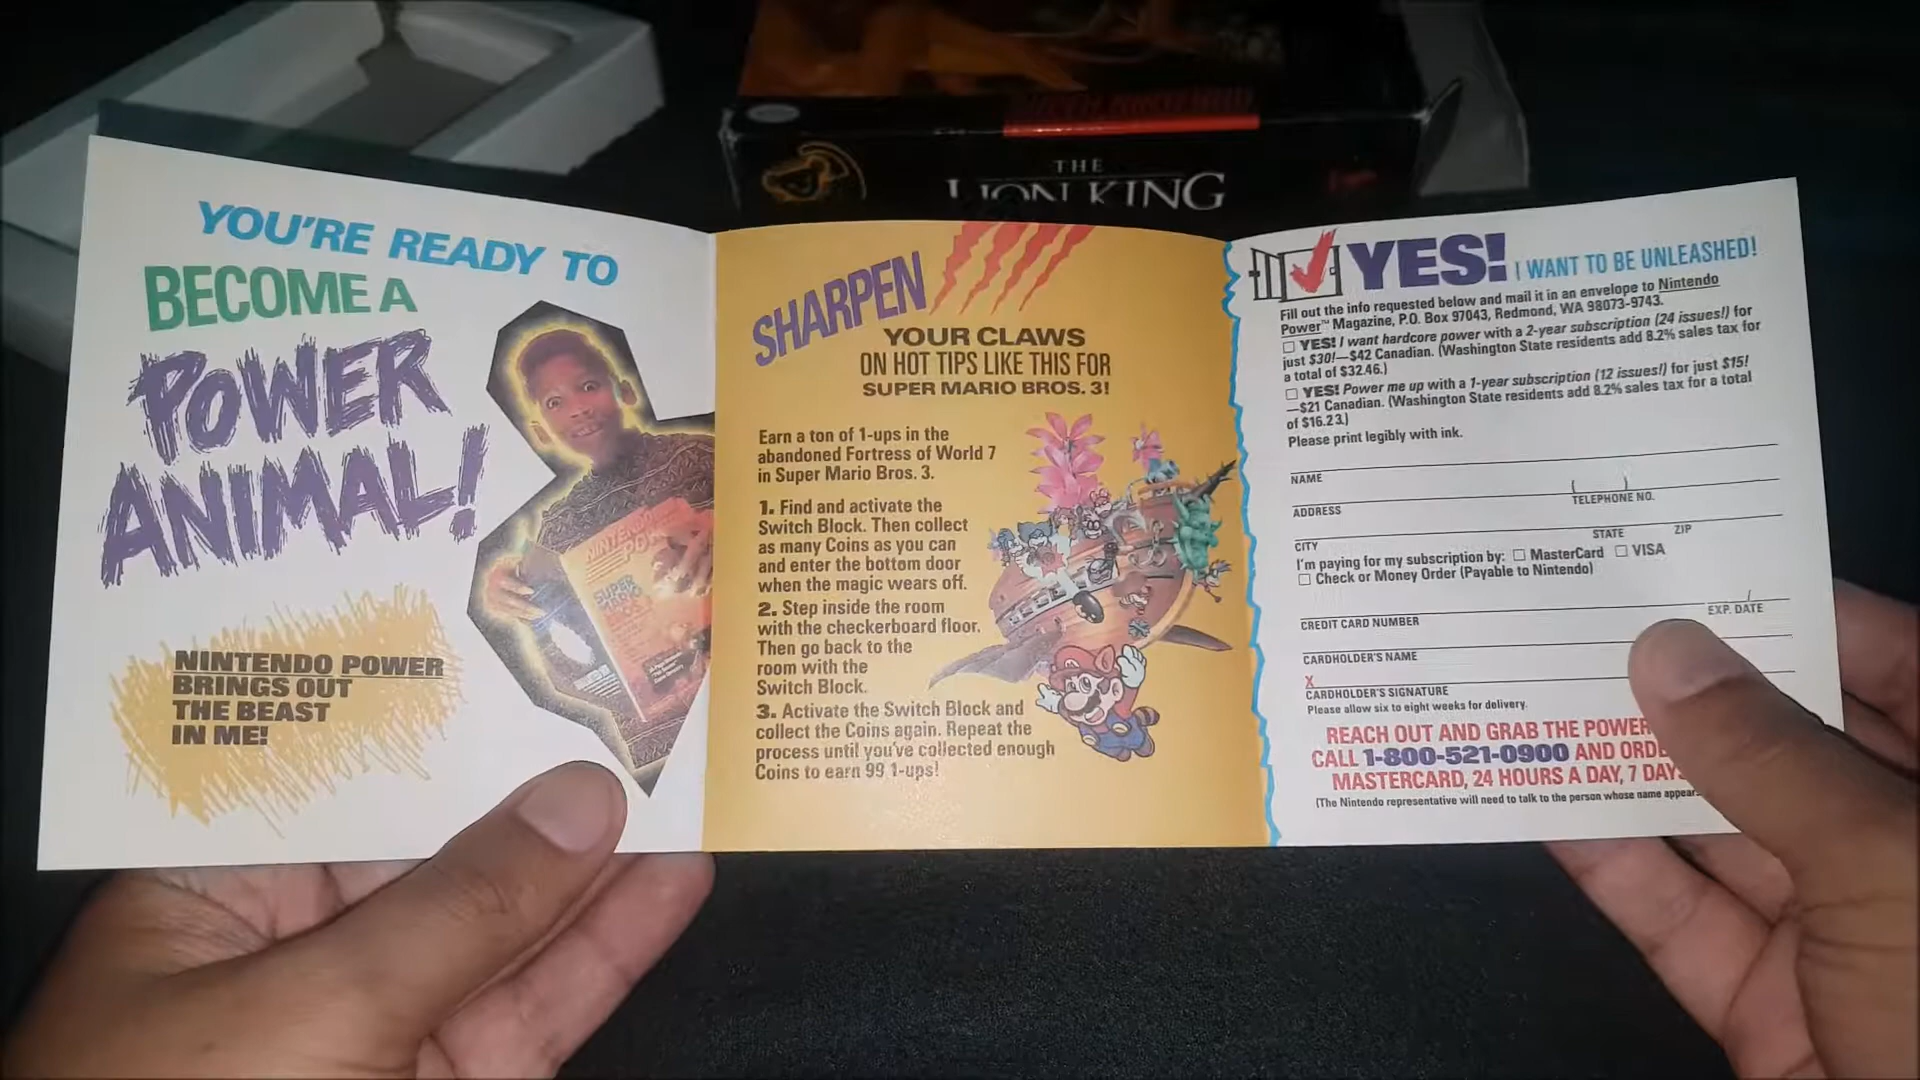 THE
LION KING
YOU'RE READY TO
BECOME A
POWER
ANIMAL!
NINTENDO POWER
BRINGS OUT
THE BEAST
IN ME!
NINTENDO
SUPER
SHARPEN
YOUR CLAWS
ON HOT TIPS LIKE THIS FOR
SUPER MARIO BROS. 3!
Earn a ton of 1-ups in the
abandoned Fortress of World 7
in Super Mario Bros. 3.
1. Find and activate the
Switch Block. Then collect
as many Coins as you can
and enter the bottom door
when the magic wears off.
2. Step inside the room
with the checkerboard floor.
Then go back to the
room with the
Switch Block.
3. Activate the Switch Block and
collect the Coins again. Repeat the
process until you've collected enough
Coins to earn 99 1-ups!
YES! I WANT TO BE UNLEASHED!
Fill out the info requested below and mail it in an envelope to Nintendo
Power™ Magazine, P.O. Box 97043, Redmond, WA 98073-9743.
YES! I want hardcore power with a 2-year subscription (24 issues!) for
just $30!—$42 Canadian. (Washington State residents add 8.2% sales tax for
a total of $32.46.)
YES! Power me up with a 1-year subscription (12 issues!) for just $15!
—$21 Canadian. (Washington State residents add 8.2% sales tax for a total
of $16.23.)
Please print legibly with ink.
NAME
( )
ADDRESS TELEPHONE NO.
CITY STATE ZIP
I'm paying for my subscription by: MasterCard VISA
Check or Money Order (Payable to Nintendo)
/
CREDIT CARD NUMBER EXP. DATE
CARDHOLDER'S NAME
X
CARDHOLDER'S SIGNATURE
Please allow six to eight weeks for delivery.
REACH OUT AND GRAB THE POWER
CALL 1-800-521-0900 AND
MASTERCARD, 24 HOURS A DAY, 7
(The Nintendo representative will need to talk to the person whose name